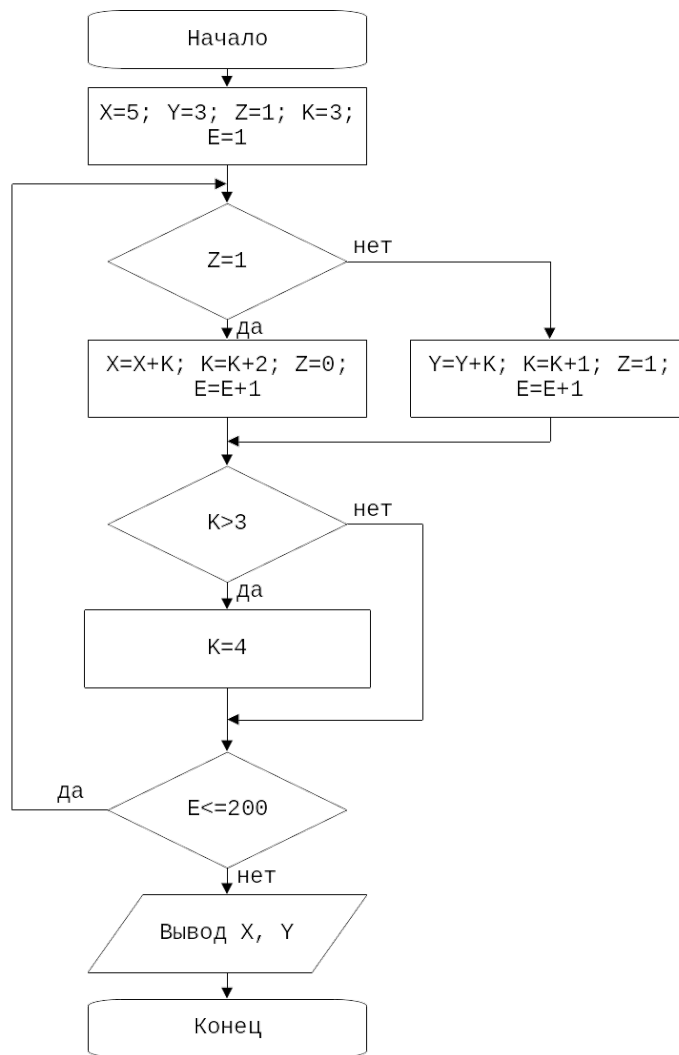 Начало
X=5; Y=3; Z=1; K=3;
E=1
Z=1
нет
да
X=X+K; K=K+2; Z=0;
E=E+1
Y=Y+K; K=K+1; Z=1;
E=E+1
K>3
нет
да
K=4
E<=200
да
нет
Вывод X, Y
Конец